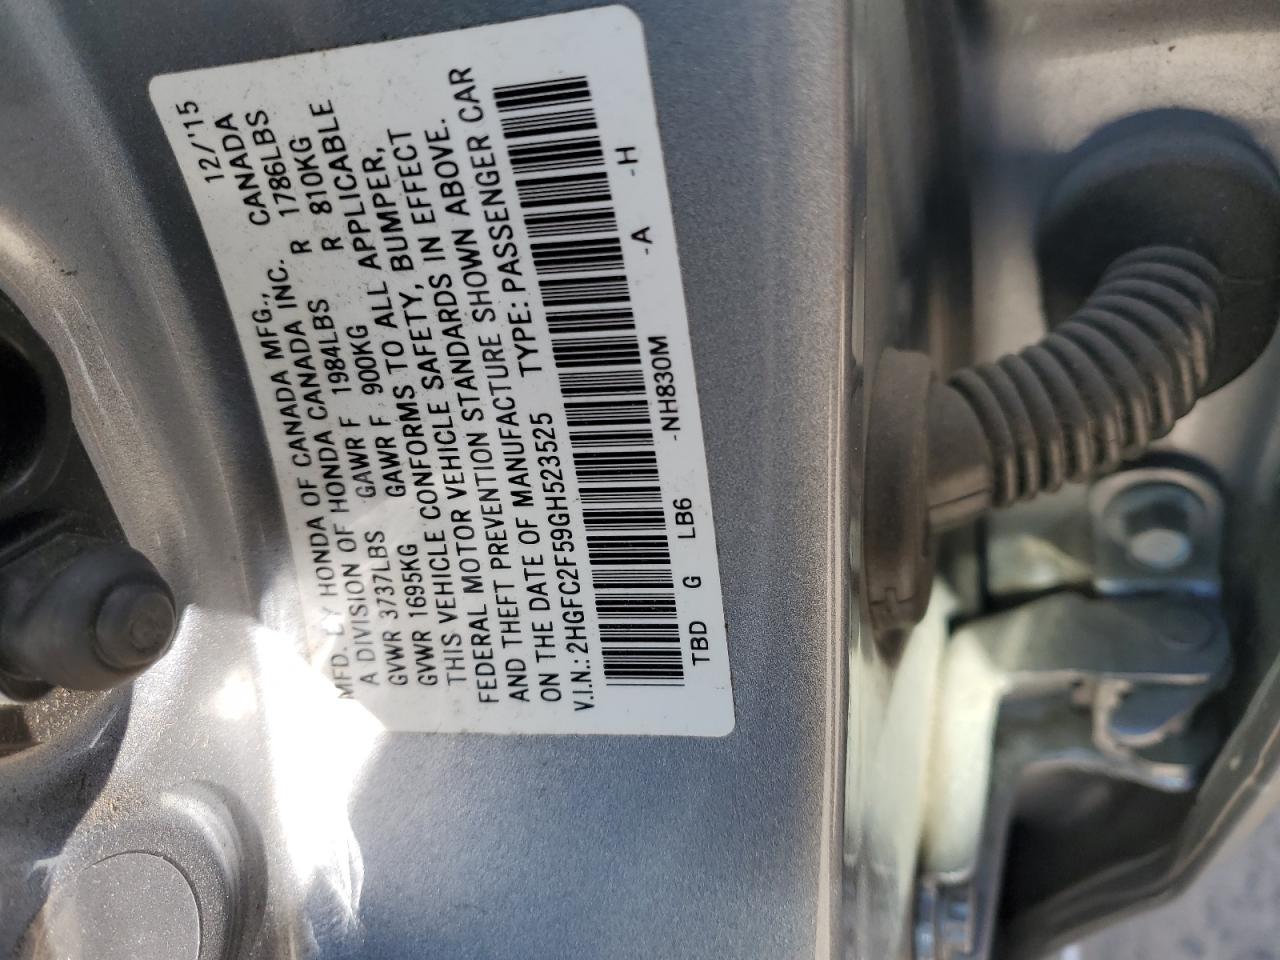 MFD. BY HONDA OF CANADA MFG., 12/'15
A DIVISION OF HONDA CANADA INC. CANADA
GVWR 3737LBS GAWR F 1984LBS R 1786LBS
GVWR 1695KG GAWR F 900KG R 810KG
THIS VEHICLE CONFORMS TO ALL APPLICABLE
FEDERAL MOTOR VEHICLE SAFETY, BUMPER,
AND THEFT PREVENTION STANDARDS IN EFFECT
ON THE DATE OF MANUFACTURE SHOWN ABOVE.
V.I.N.: 2HGFC2F59GH523525 TYPE: PASSENGER CAR
TBD G LB6 -NH830M -A -H